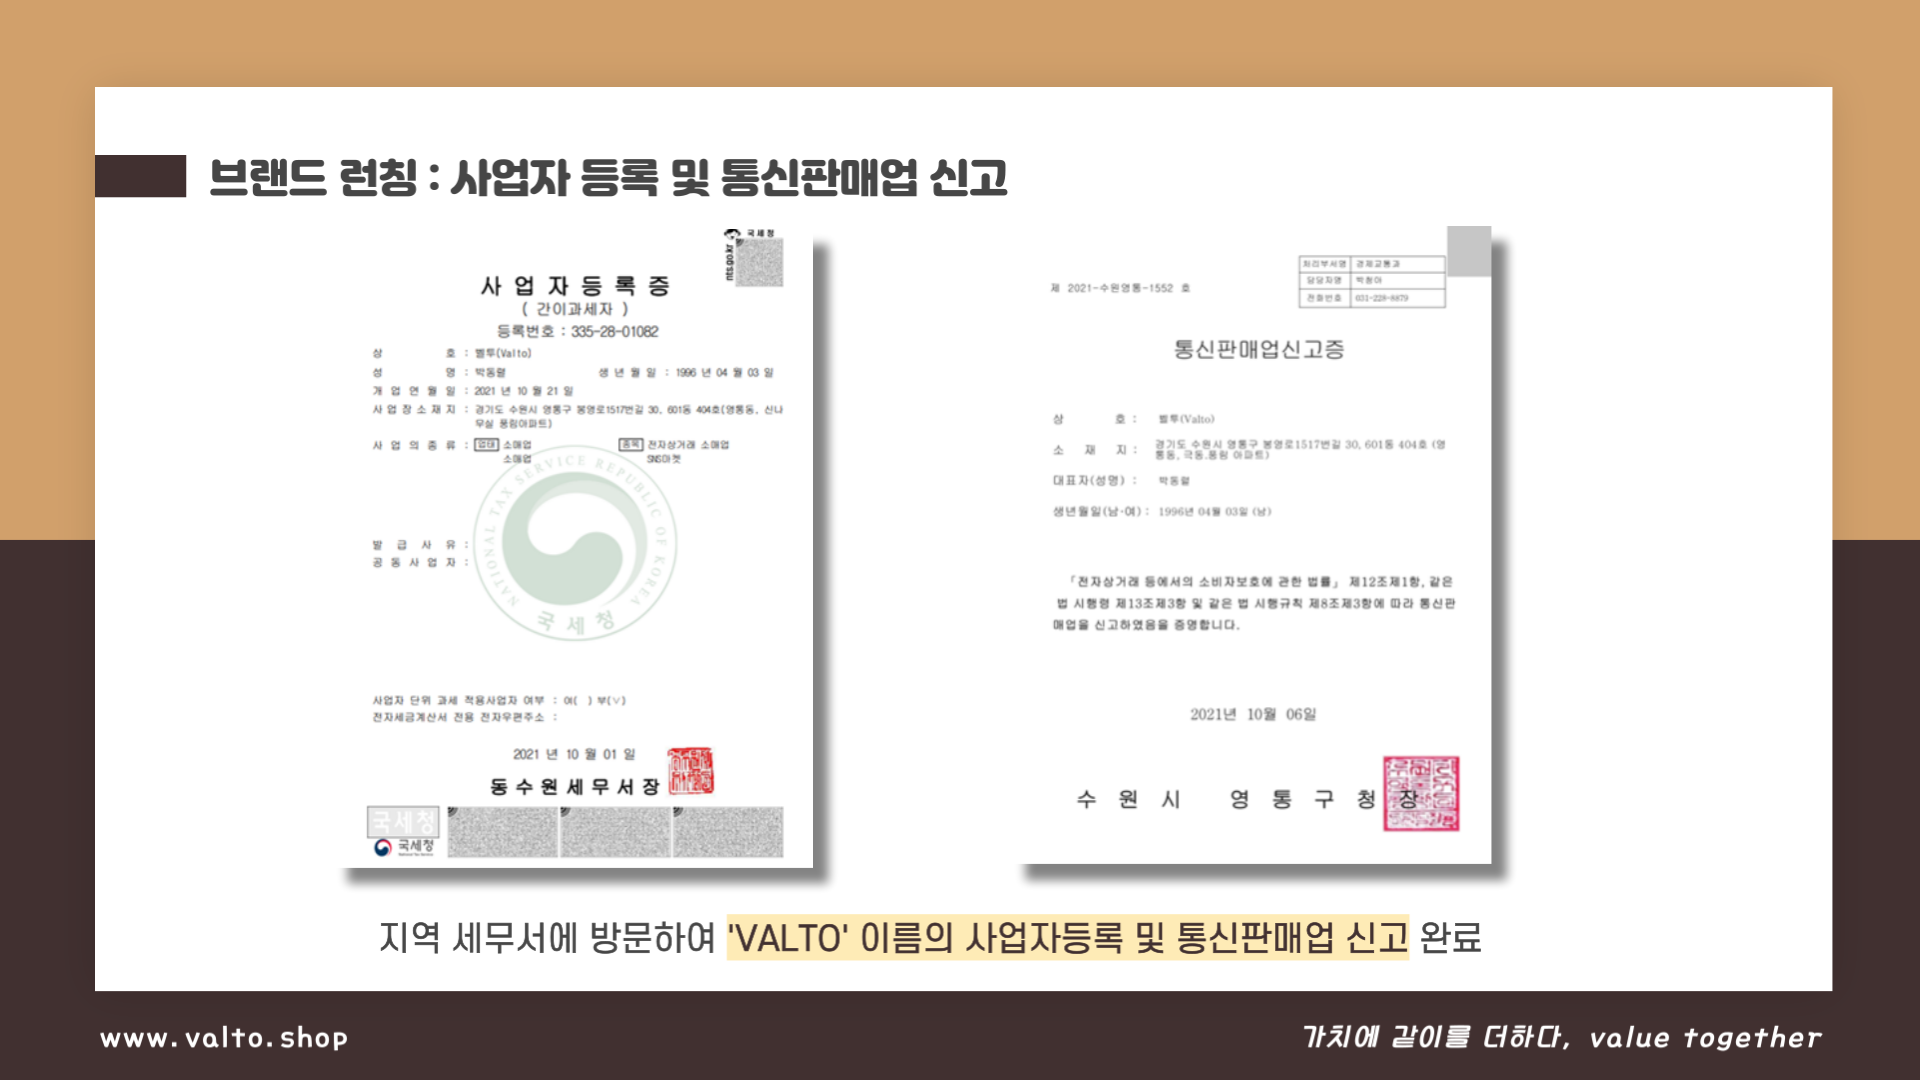 브랜드 런칭 : 사업자 등록 및 통신판매업 신고
국세청
nts.go.kr
사업자등록증
( 간이과세자 )
등록번호 : 335-28-01082
상 호 : 벨투(Valto)
성 명 : 박동렬 생 년 월 일 : 1996 년 04 월 03 일
개 업 연 월 일 : 2021 년 10 월 21 일
사 업 장 소 재 지 : 경기도 수원시 영통구 봉영로1517번길 30, 601동 404호(영통동, 신나
무실 풍림아파트)
사 업 의 종 류 : 업태 소매업 종목 전자상거래 소매업
소매업 SNS마켓
NATIONAL TAX SERVICE REPUBLIC OF KOREA
국세청
발 급 사 유 :
공 동 사 업 자 :
사업자 단위 과세 적용사업자 여부 : 여( ) 부(∨)
전자세금계산서 전용 전자우편주소 :
2021 년 10 월 01 일
동수원세무서장
국세청
국세청
처리부서명 경제교통과
담당자명
전화번호 031-228-8879
제 2021-수원영통-1552 호
통신판매업신고증
상 호 : 벨투(Valto)
소 재 지 : 경기도 수원시 영통구 봉영로1517번길 30, 601동 404호 (영
통동, 극동.풍림 아파트)
대표자(성명) : 박동렬
생년월일(남·여) : 1996년 04월 03일 (남)
「전자상거래 등에서의 소비자보호에 관한 법률」 제12조제1항, 같은
법 시행령 제13조제3항 및 같은 법 시행규칙 제8조제3항에 따라 통신판
매업을 신고하였음을 증명합니다.
2021년 10월 06일
수 원 시 영 통 구 청 장
지역 세무서에 방문하여 'VALTO' 이름의 사업자등록 및 통신판매업 신고 완료
www.valto.shop
가치에 같이를 더하다, value together